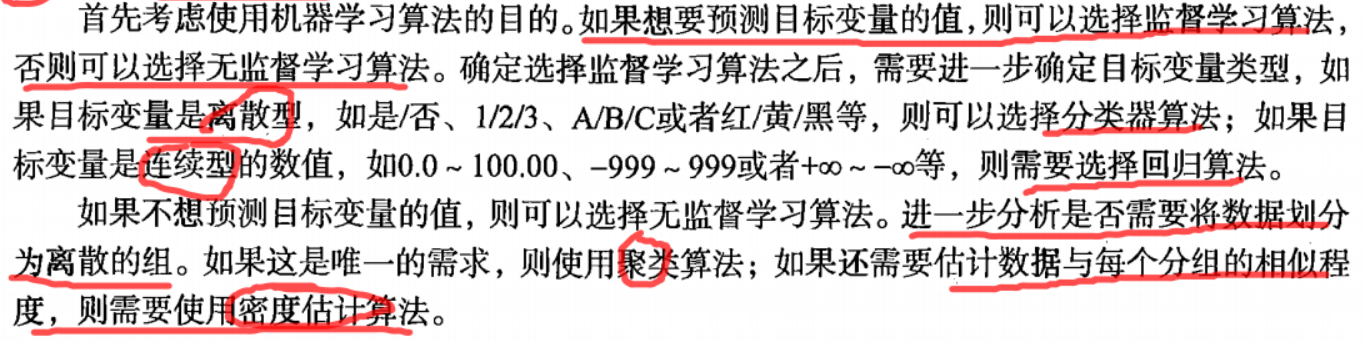 首先考虑使用机器学习算法的目的。如果想要预测目标变量的值，则可以选择监督学习算法，
否则可以选择无监督学习算法。确定选择监督学习算法之后，需要进一步确定目标变量类型，如
果目标变量是离散型，如是/否、1/2/3、A/B/C或者红/黄/黑等，则可以选择分类器算法；如果目
标变量是连续型的数值，如0.0 ~ 100.00、-999 ~ 999或者+∞ ~ -∞等，则需要选择回归算法。
如果不想预测目标变量的值，则可以选择无监督学习算法。进一步分析是否需要将数据划分
为离散的组。如果这是唯一的需求，则使用聚类算法；如果还需要估计数据与每个分组的相似程
度，则需要使用密度估计算法。